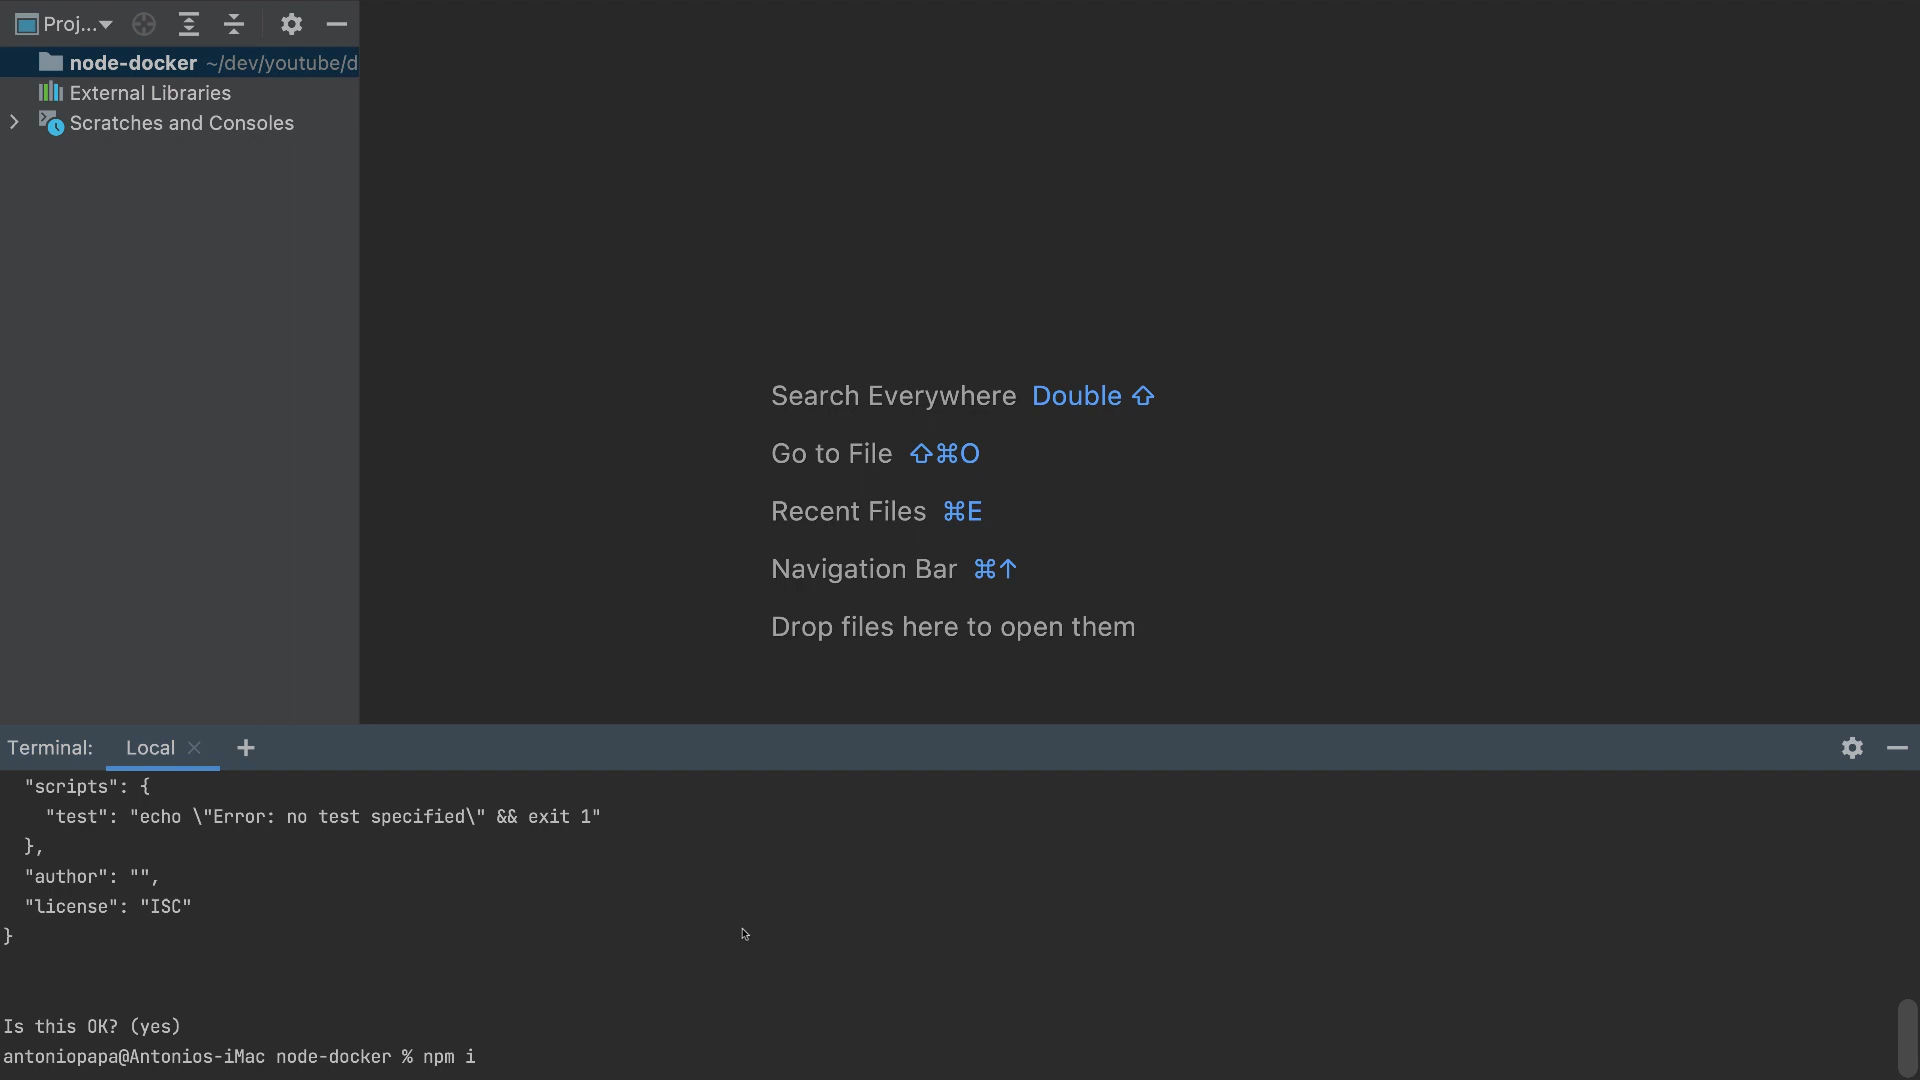 Proj...
node-docker ~/dev/youtube/d
External Libraries
Scratches and Consoles
Search Everywhere Double ⇧
Go to File ⇧⌘O
Recent Files ⌘E
Navigation Bar ⌘↑
Drop files here to open them
Terminal: Local
"scripts": {
"test": "echo \"Error: no test specified\" && exit 1"
},
"author": "",
"license": "ISC"
}
Is this OK? (yes)
antoniopapa@Antonios-iMac node-docker % npm i